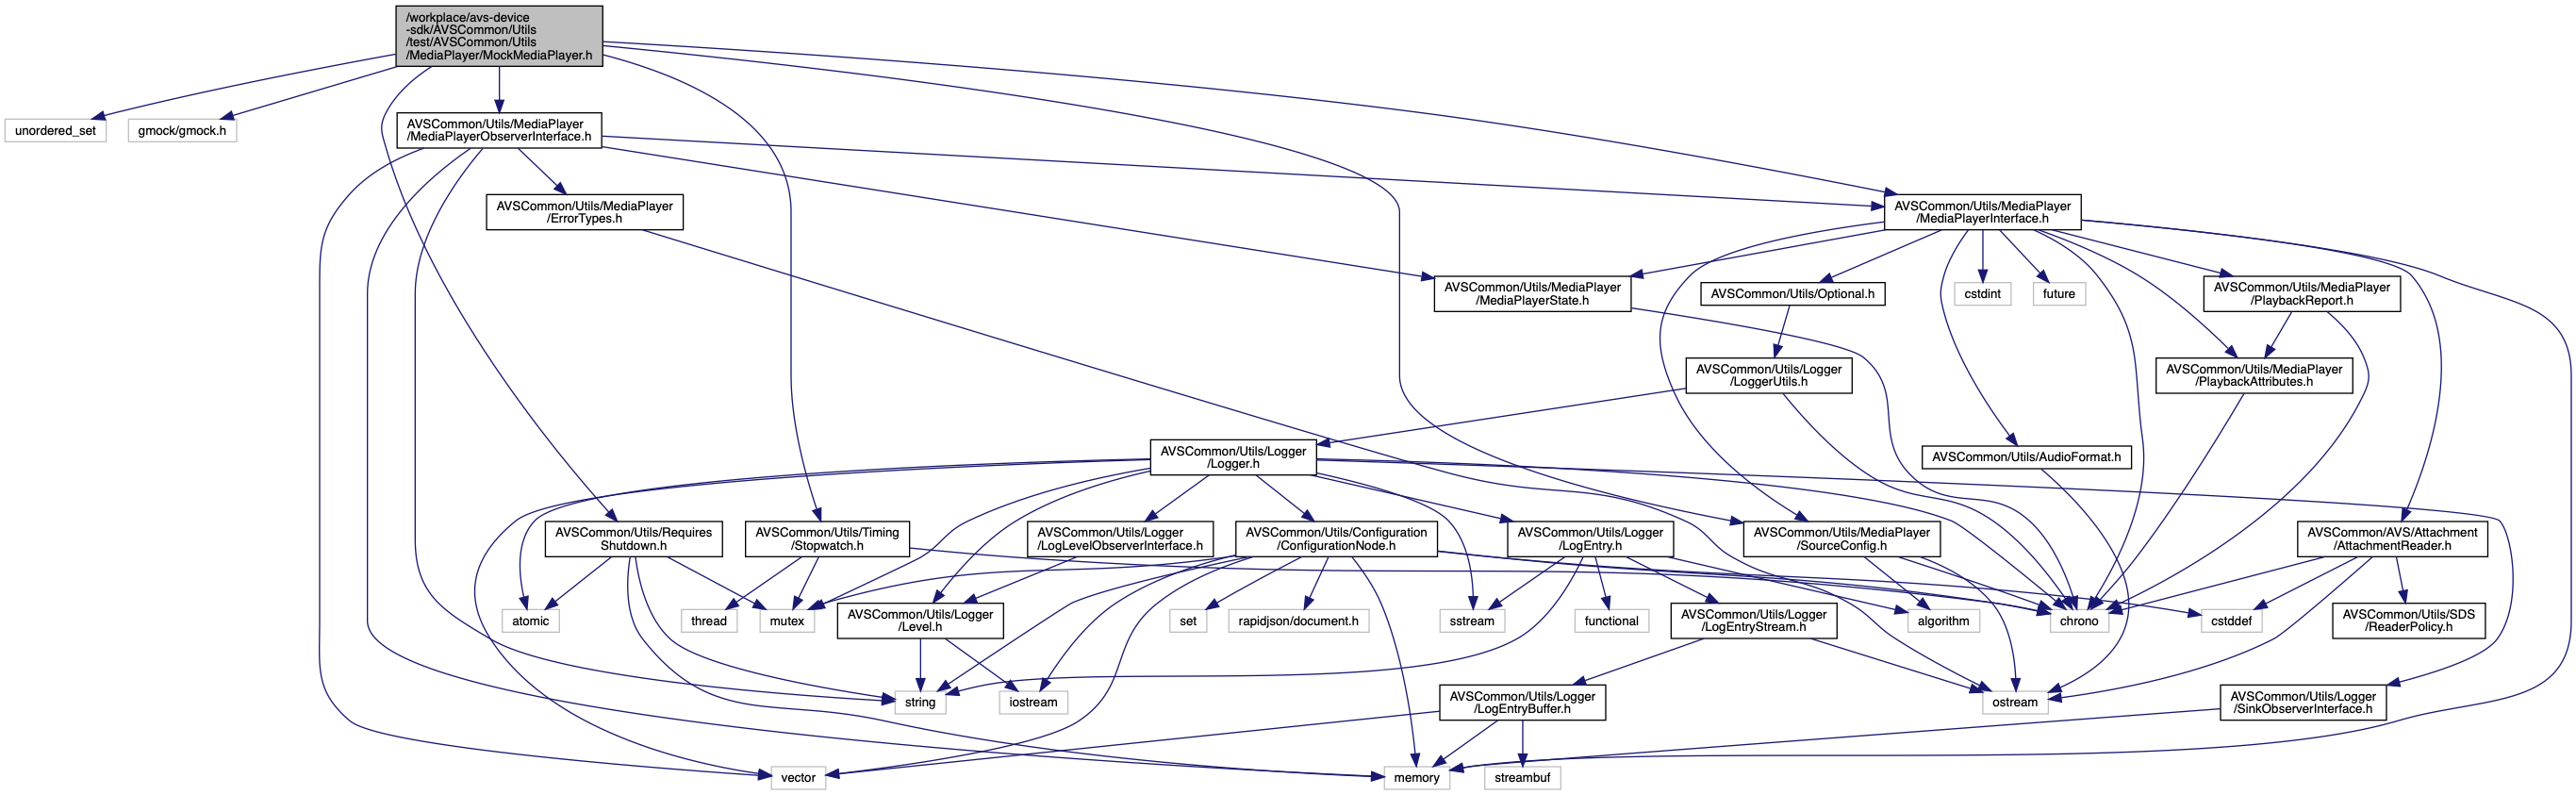 /workplace/avs-device
-sdk/AVSCommon/Utils
/test/AVSCommon/Utils
/MediaPlayer/MockMediaPlayer.h
unordered_set
gmock/gmock.h
AVSCommon/Utils/MediaPlayer
/MediaPlayerObserverInterface.h
AVSCommon/Utils/MediaPlayer
/ErrorTypes.h
AVSCommon/Utils/MediaPlayer
/MediaPlayerInterface.h
AVSCommon/Utils/MediaPlayer
/MediaPlayerState.h
AVSCommon/Utils/Optional.h
cstdint
future
AVSCommon/Utils/MediaPlayer
/PlaybackReport.h
AVSCommon/Utils/Logger
/LoggerUtils.h
AVSCommon/Utils/MediaPlayer
/PlaybackAttributes.h
AVSCommon/Utils/Logger
/Logger.h
AVSCommon/Utils/AudioFormat.h
AVSCommon/Utils/Requires
Shutdown.h
AVSCommon/Utils/Timing
/Stopwatch.h
AVSCommon/Utils/Logger
/LogLevelObserverInterface.h
AVSCommon/Utils/Configuration
/ConfigurationNode.h
AVSCommon/Utils/Logger
/LogEntry.h
AVSCommon/Utils/MediaPlayer
/SourceConfig.h
AVSCommon/AVS/Attachment
/AttachmentReader.h
atomic
thread
mutex
AVSCommon/Utils/Logger
/Level.h
set
rapidjson/document.h
sstream
functional
AVSCommon/Utils/Logger
/LogEntryStream.h
algorithm
chrono
cstddef
AVSCommon/Utils/SDS
/ReaderPolicy.h
string
iostream
AVSCommon/Utils/Logger
/LogEntryBuffer.h
ostream
AVSCommon/Utils/Logger
/SinkObserverInterface.h
vector
memory
streambuf